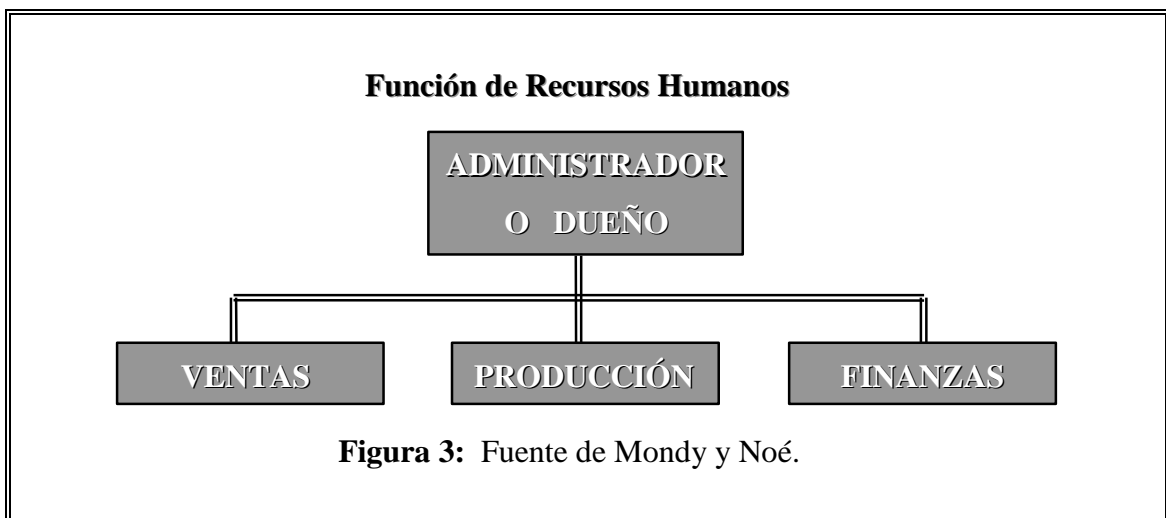 Función de Recursos Humanos
ADMINISTRADOR
O DUEÑO
VENTAS
PRODUCCIÓN
FINANZAS
Figura 3: Fuente de Mondy y Noé.